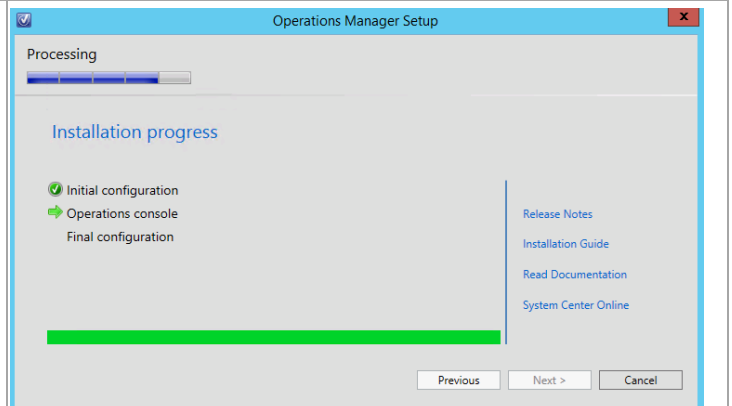 Operations Manager Setup
x
Processing
Installation progress
Initial configuration
Operations console
Final configuration
Release Notes
Installation Guide
Read Documentation
System Center Online
Previous
Next >
Cancel